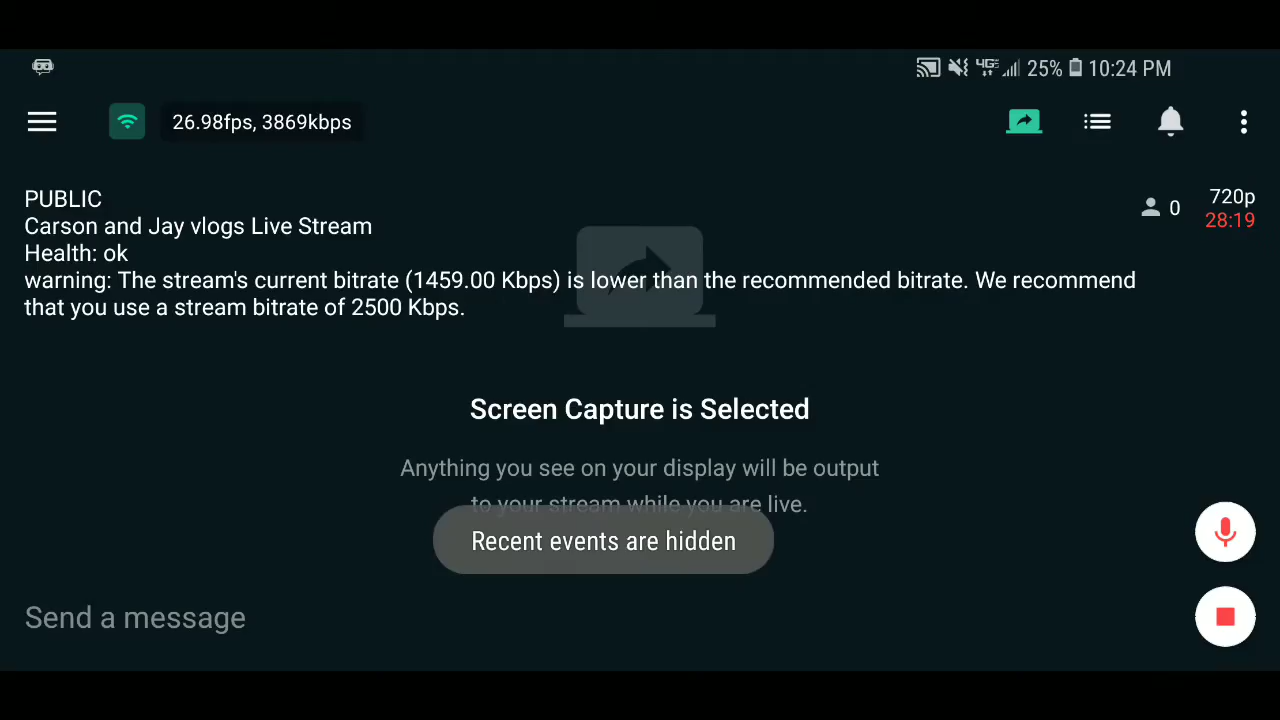 4GE 25% 10:24 PM
26.98fps, 3869kbps
PUBLIC
Carson and Jay vlogs Live Stream
Health: ok
warning: The stream's current bitrate (1459.00 Kbps) is lower than the recommended bitrate. We recommend
that you use a stream bitrate of 2500 Kbps.
0
720p
28:19
Screen Capture is Selected
Anything you see on your display will be output
to your stream while you are live.
Recent events are hidden
Send a message